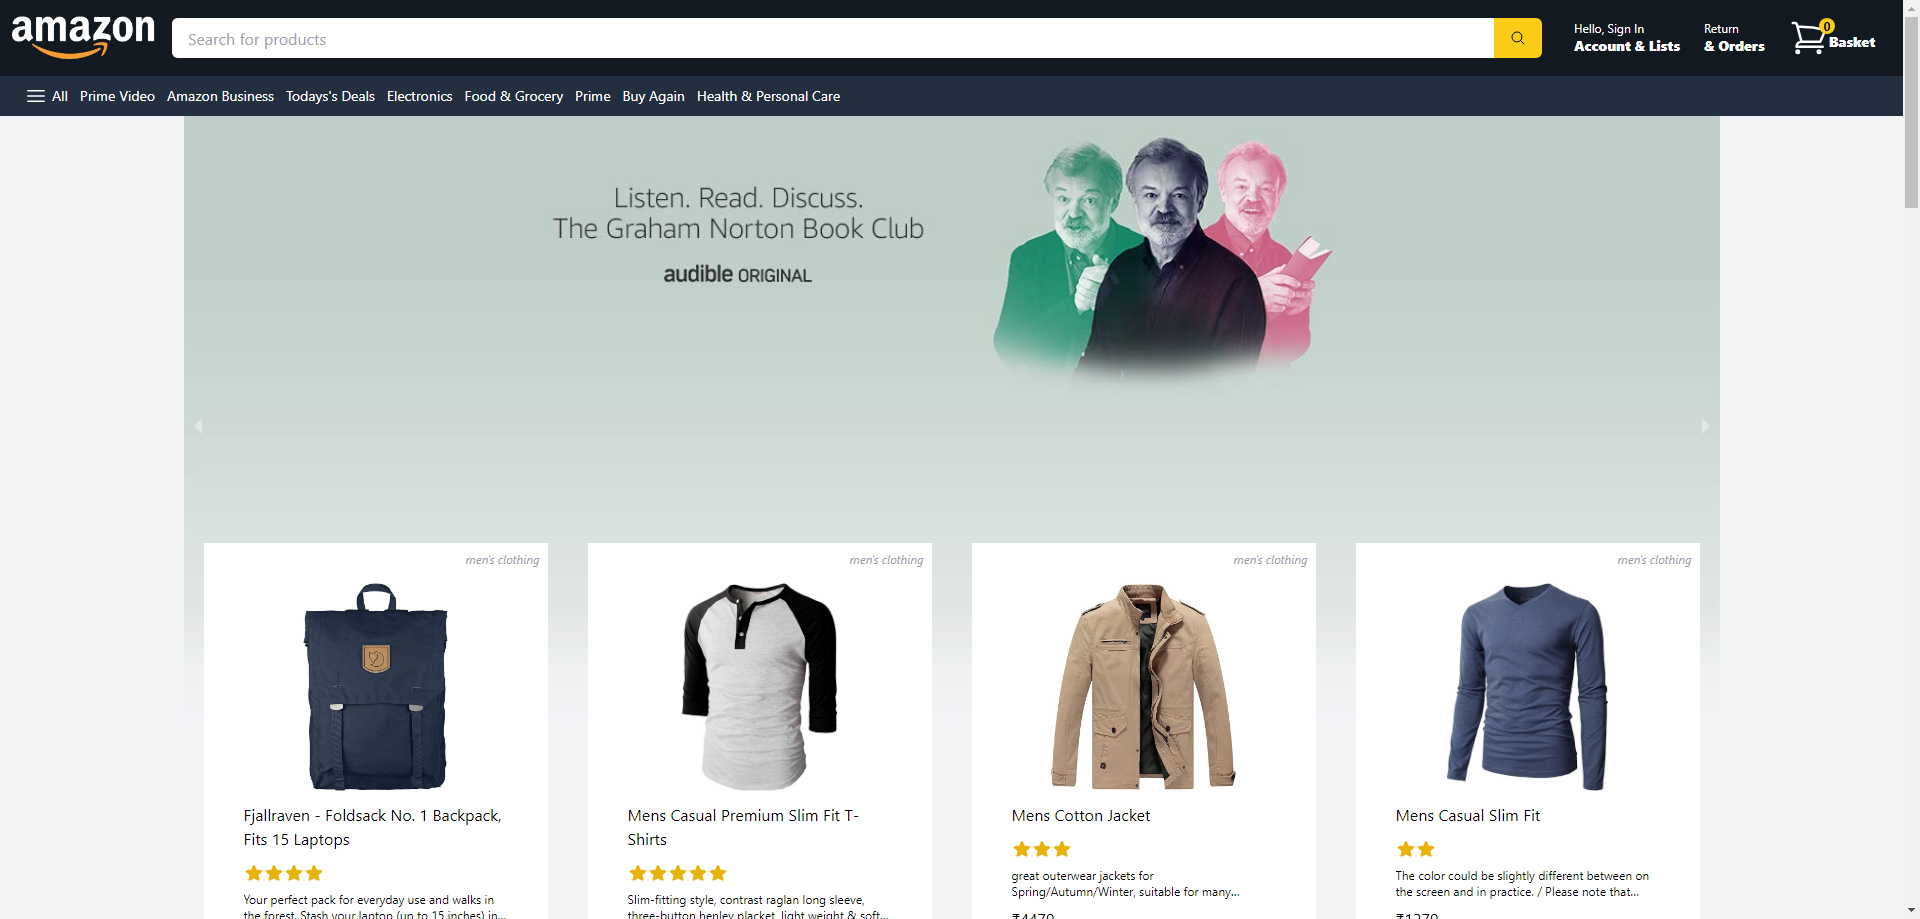 amazon
Search for products
Hello, Sign In
Account & Lists
Return
& Orders
0
Basket
All Prime Video Amazon Business Todays's Deals Electronics Food & Grocery Prime Buy Again Health & Personal Care
Listen. Read. Discuss.
The Graham Norton Book Club
audible ORIGINAL
men's clothing
Fjallraven - Foldsack No. 1 Backpack,
Fits 15 Laptops
Your perfect pack for everyday use and walks in
the forest. Stash your laptop (up to 15 inches) in...
men's clothing
Mens Casual Premium Slim Fit T-
Shirts
Slim-fitting style, contrast raglan long sleeve,
three-button henley placket, light weight & soft...
men's clothing
Mens Cotton Jacket
great outerwear jackets for
Spring/Autumn/Winter, suitable for many...
₹4479
men's clothing
Mens Casual Slim Fit
The color could be slightly different between on
the screen and in practice. / Please note that...
₹1279